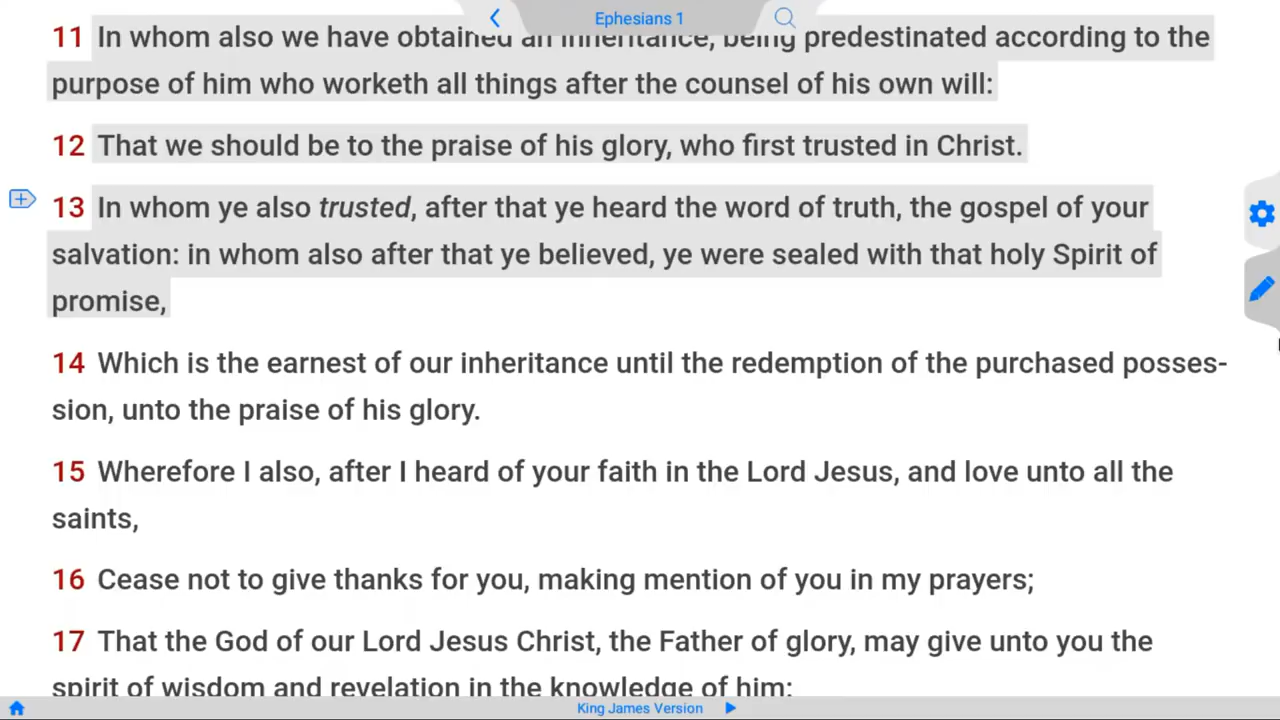 Ephesians 1
11 In whom also we have obtained an inheritance, being predestinated according to the
purpose of him who worketh all things after the counsel of his own will:
12 That we should be to the praise of his glory, who first trusted in Christ.
13 In whom ye also trusted, after that ye heard the word of truth, the gospel of your
salvation: in whom also after that ye believed, ye were sealed with that holy Spirit of
promise,
14 Which is the earnest of our inheritance until the redemption of the purchased posses-
sion, unto the praise of his glory.
15 Wherefore I also, after I heard of your faith in the Lord Jesus, and love unto all the
saints,
16 Cease not to give thanks for you, making mention of you in my prayers;
17 That the God of our Lord Jesus Christ, the Father of glory, may give unto you the
spirit of wisdom and revelation in the knowledge of him:
King James Version